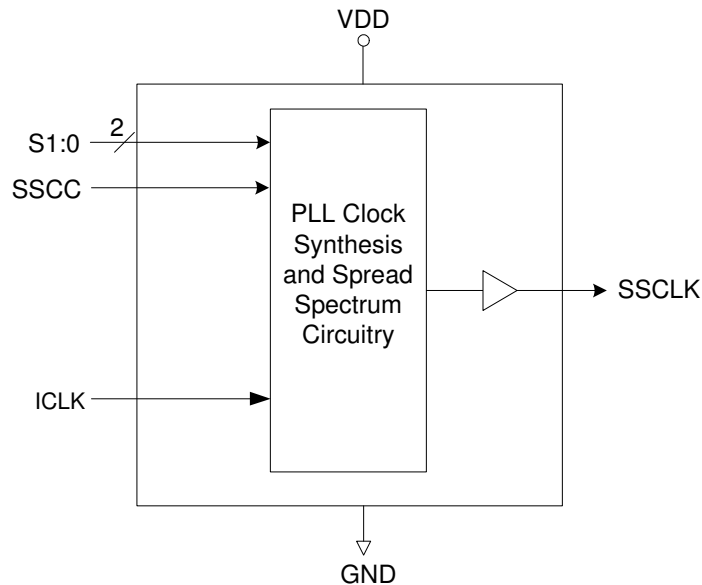 VDD
2
S1:0
SSCC
PLL Clock
Synthesis
and Spread
Spectrum
Circuitry
SSCLK
ICLK
GND